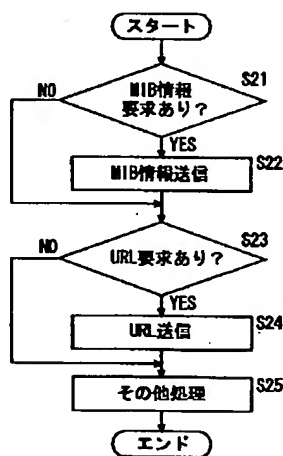 スタート
S21
MIB情報
要求あり？
NO
YES
S22
MIB情報送信
S23
NO
URL要求あり？
YES
S24
URL送信
S25
その他処理
エンド